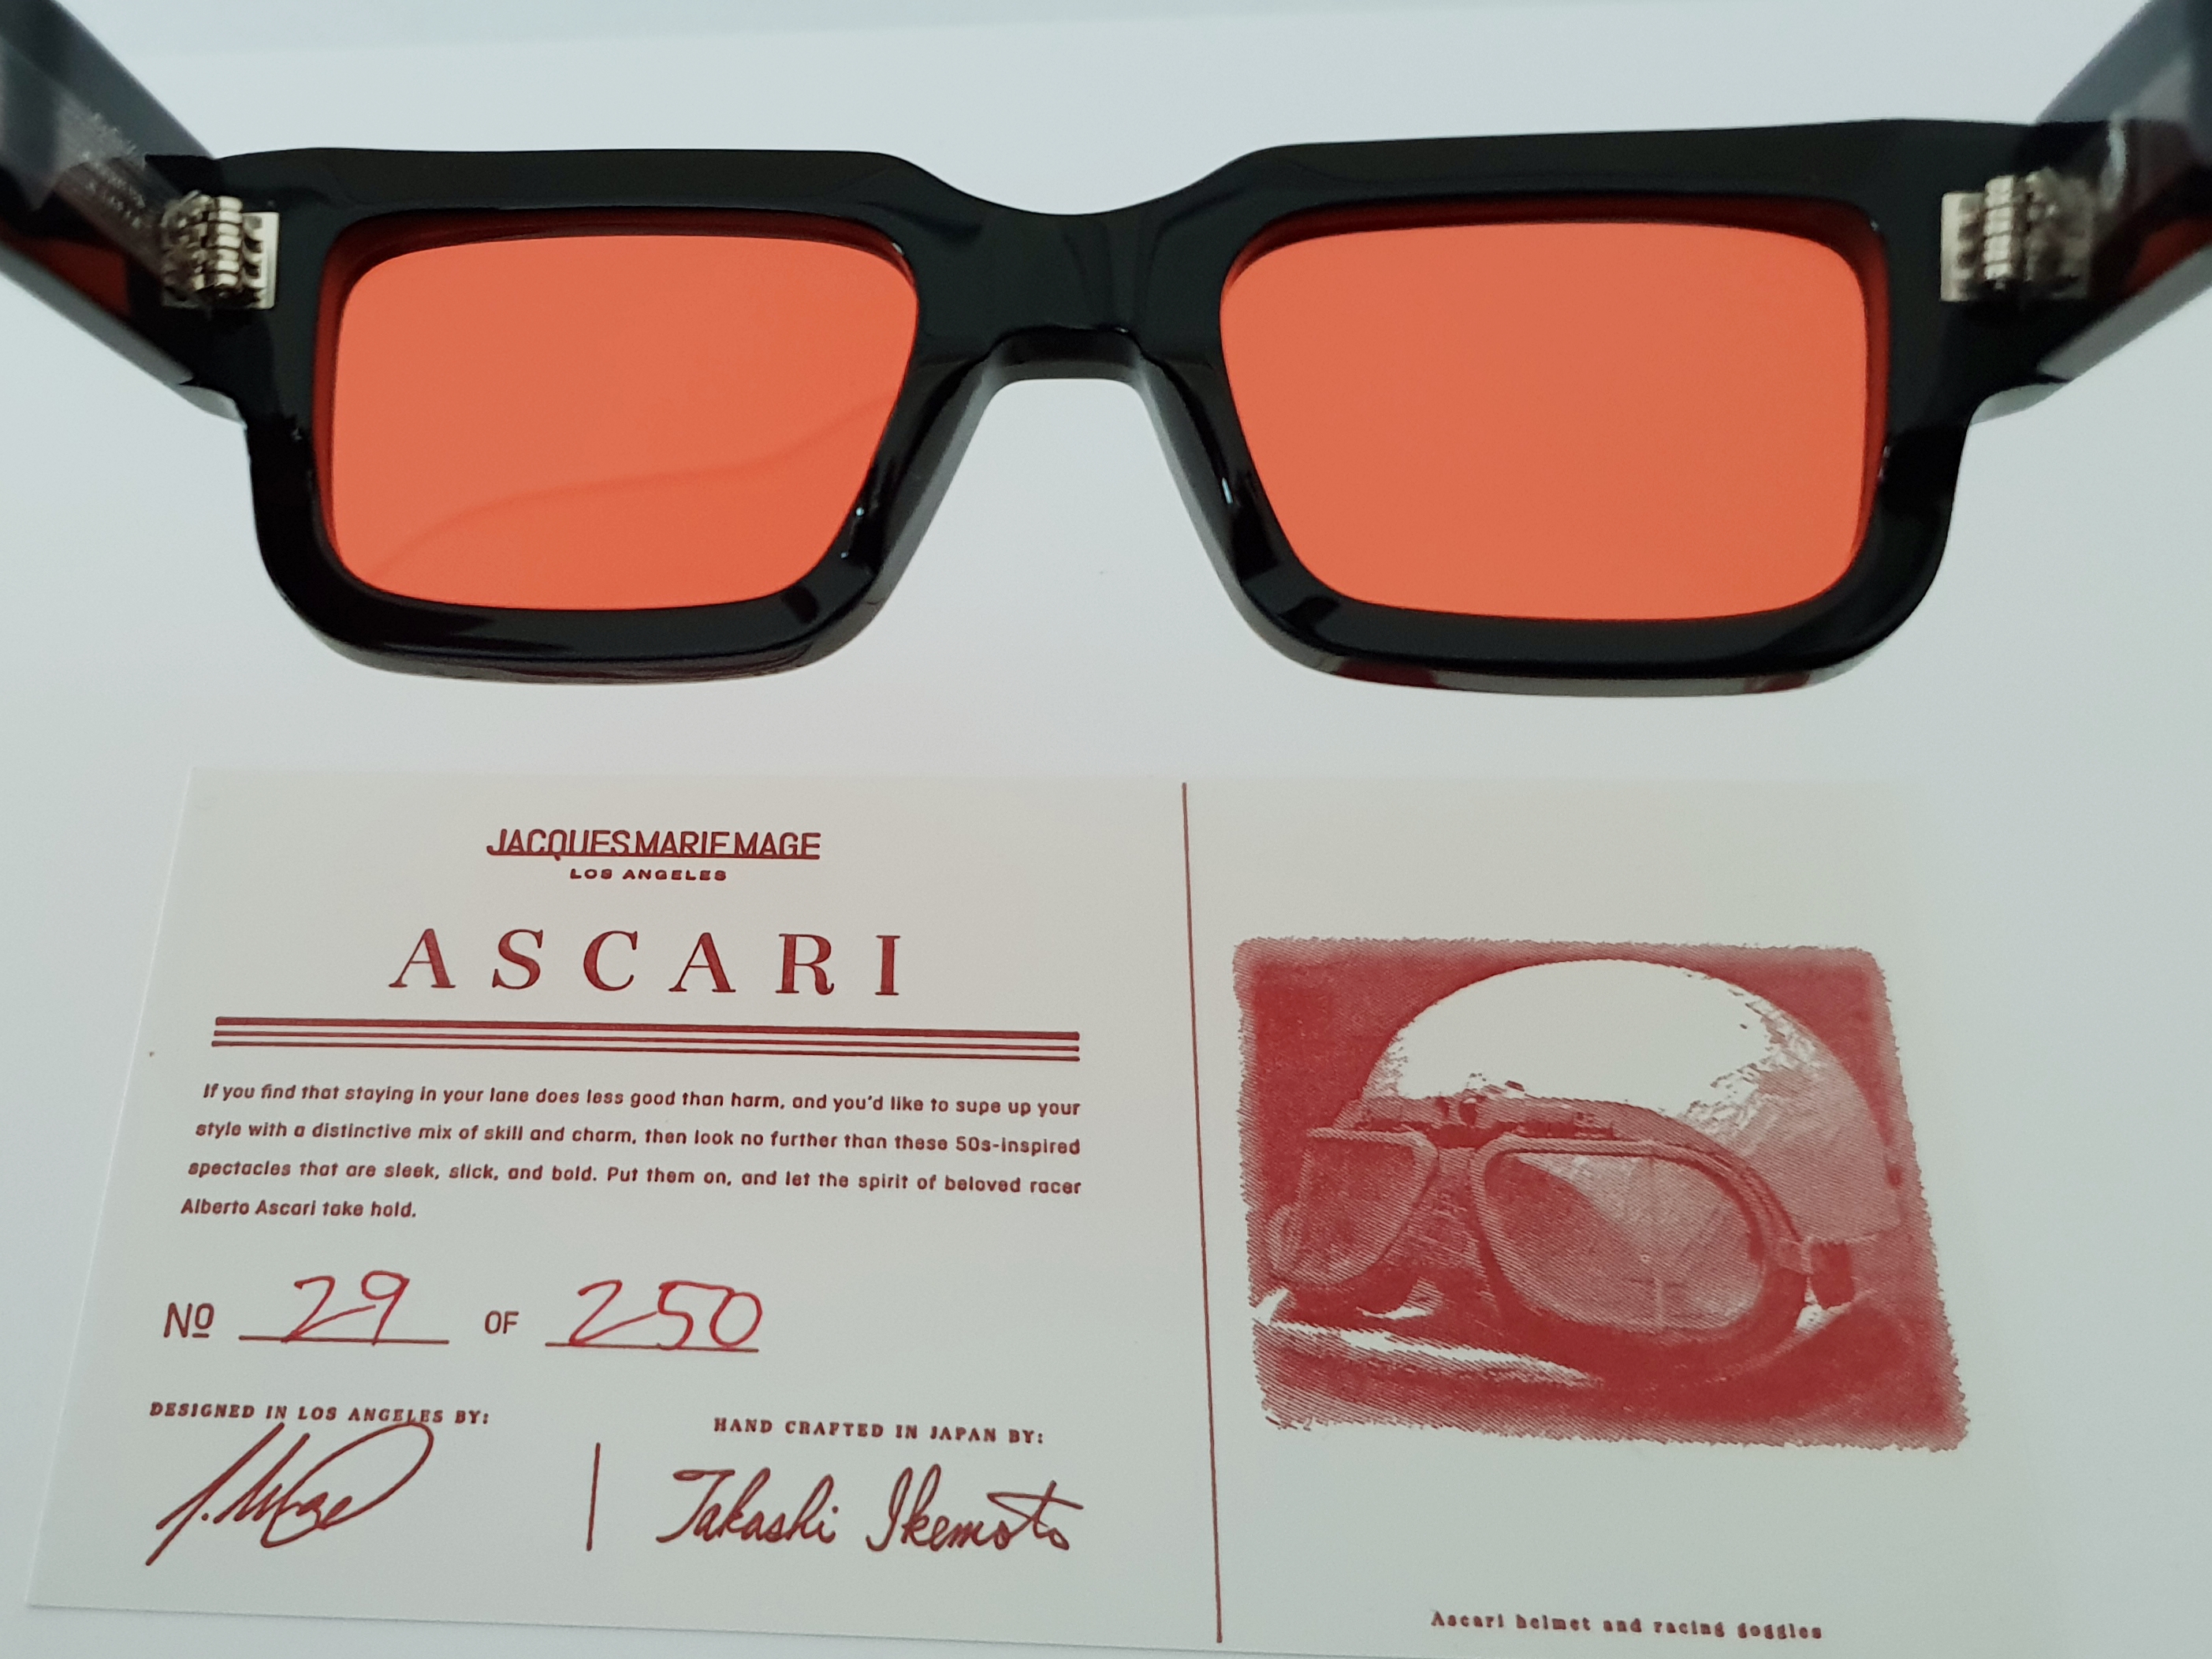 JACQUES MARIE MAGE
LOS ANGELES
ASCARI
If you find that staying in your lane does less good than harm, and you'd like to supe up your
style with a distinctive mix of skill and charm, then look no further than these 50s-inspired
spectacles that are sleek, slick, and bold. Put them on, and let the spirit of beloved racer
Alberto Ascari take hold.
Nº 29 OF 250
DESIGNED IN LOS ANGELES BY:
HAND CRAFTED IN JAPAN BY:
Takashi Ikemoto
Ascari helmet and racing goggles